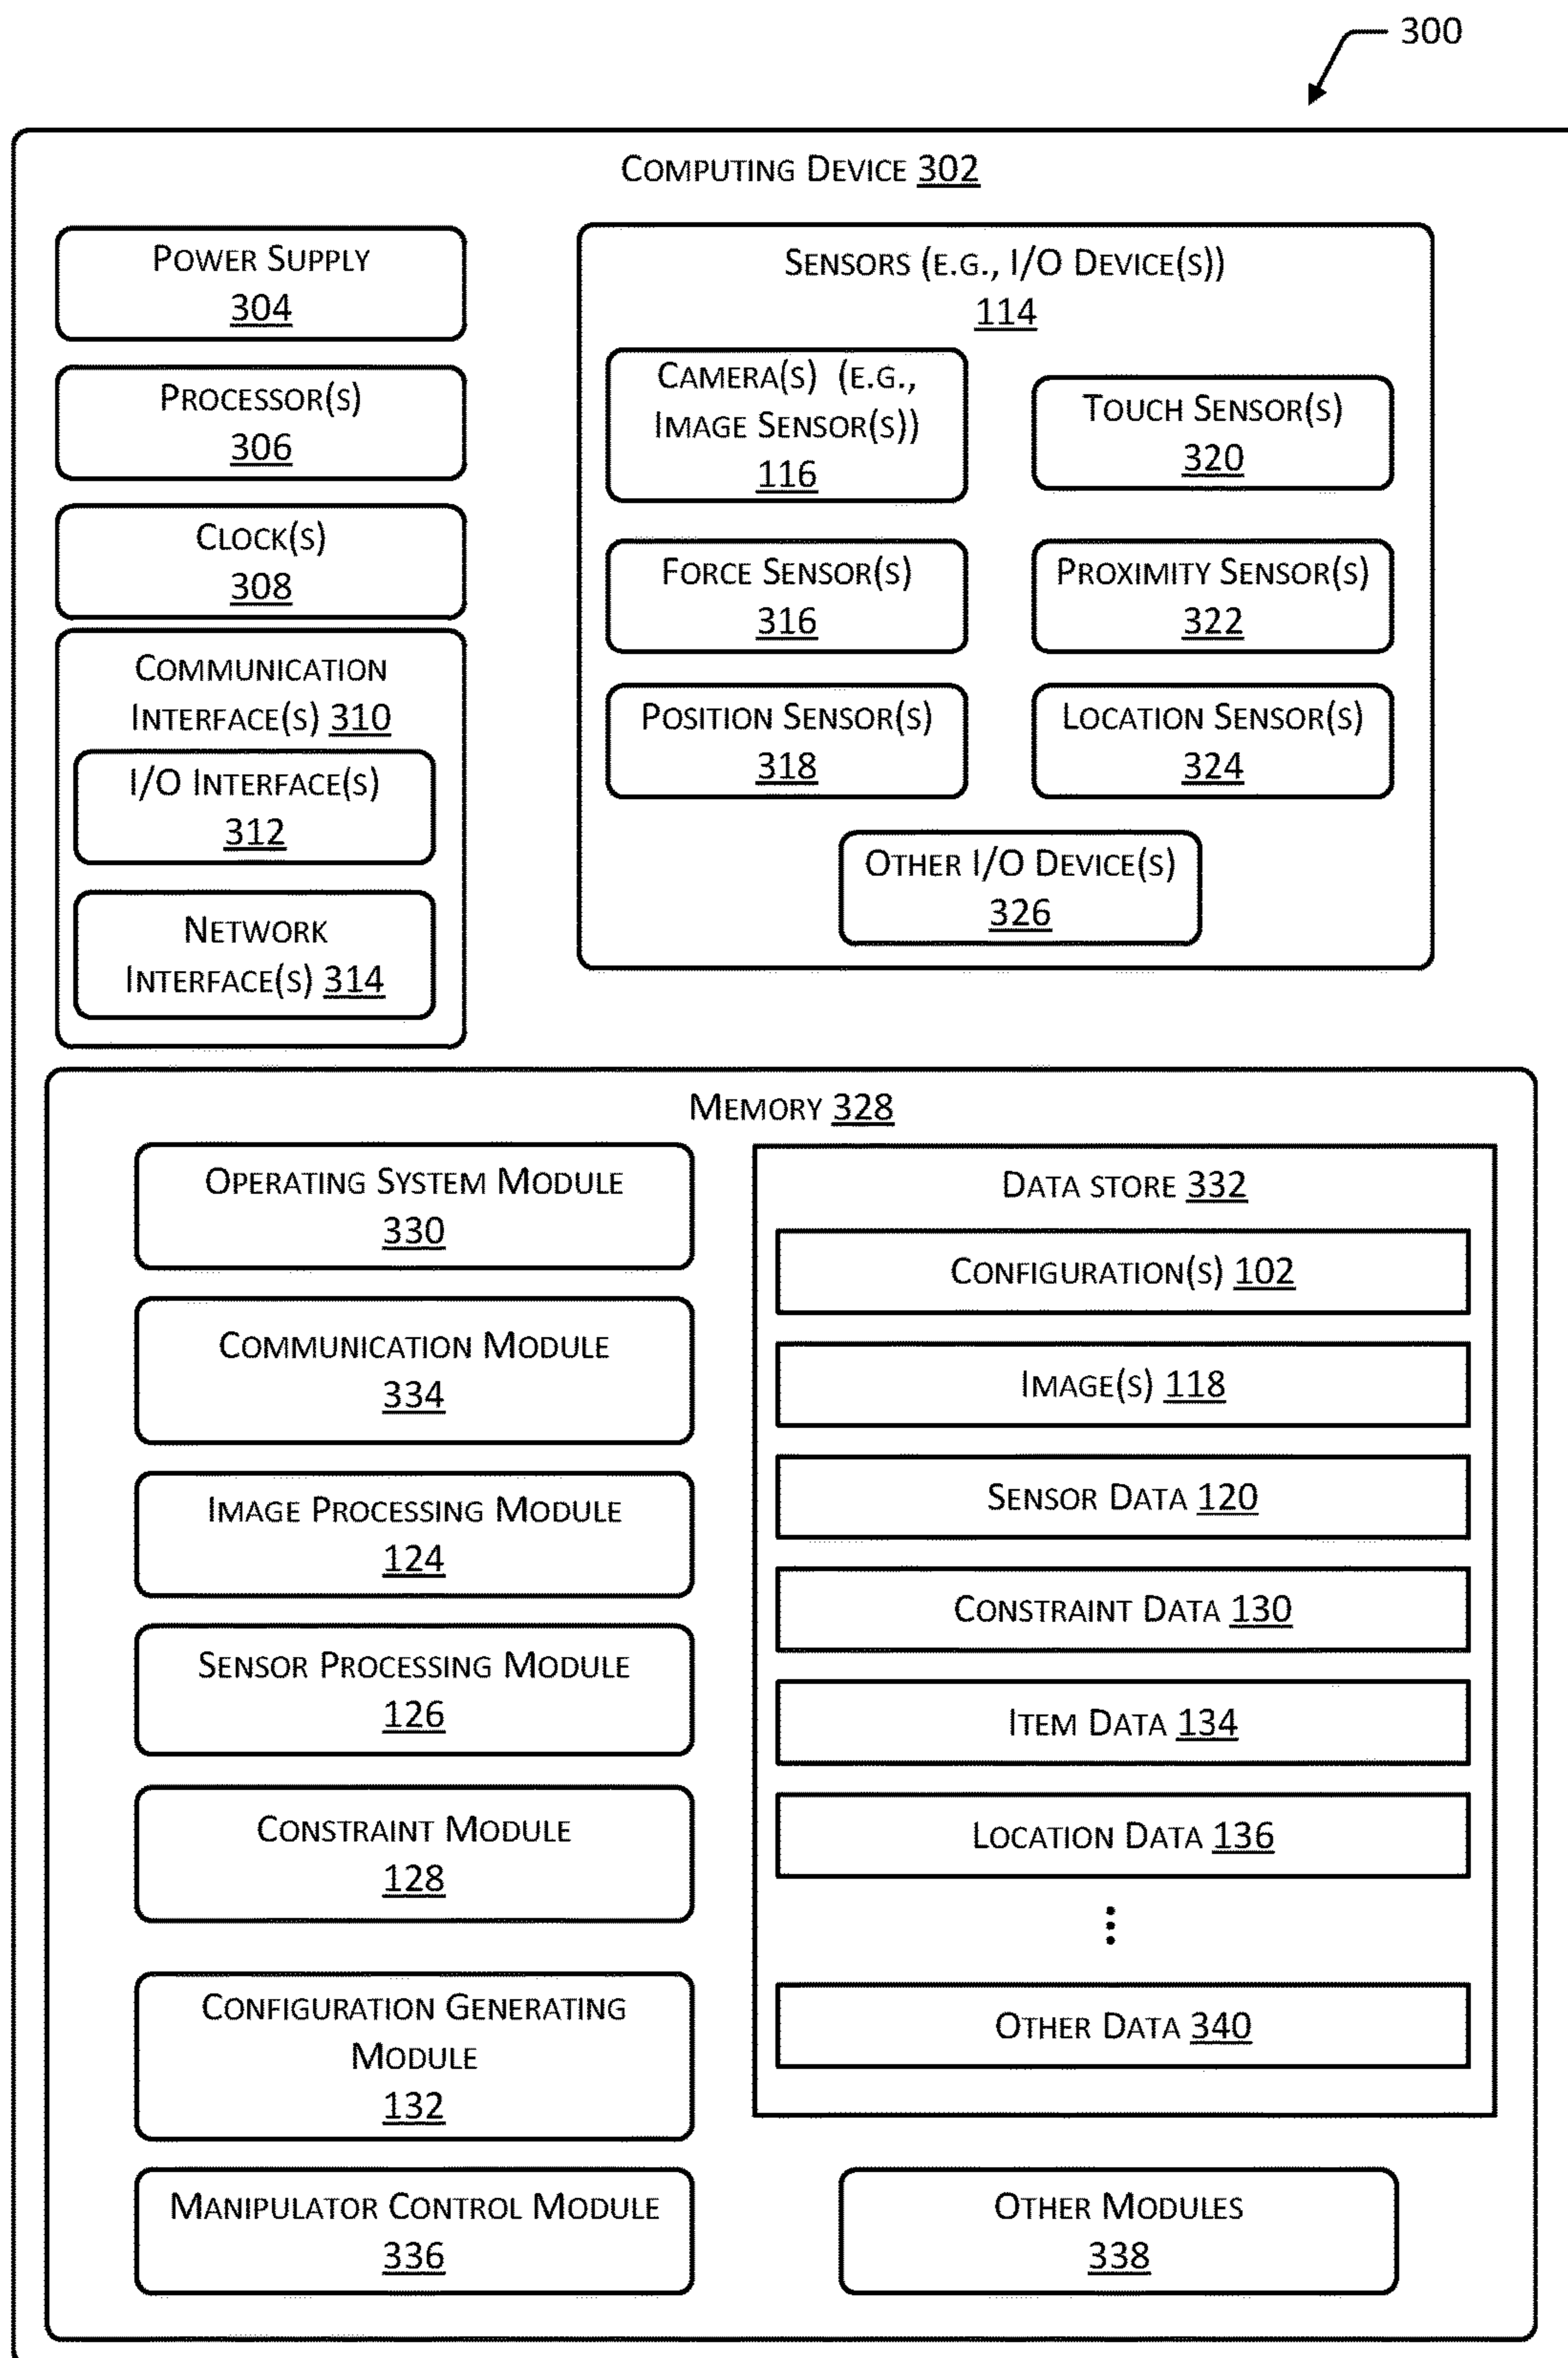 300
Computing Device 302
Power Supply
304
Processor(s)
306
Clock(s)
308
Communication
Interface(s) 310
I/O Interface(s)
312
Network
Interface(s) 314
Sensors (e.g., I/O Device(s))
114
Camera(s) (e.g.,
Image Sensor(s))
116
Touch Sensor(s)
320
Force Sensor(s)
316
Proximity Sensor(s)
322
Position Sensor(s)
318
Location Sensor(s)
324
Other I/O Device(s)
326
Memory 328
Operating System Module
330
Communication Module
334
Image Processing Module
124
Sensor Processing Module
126
Constraint Module
128
Configuration Generating
Module
132
Manipulator Control Module
336
Data store 332
Configuration(s) 102
Image(s) 118
Sensor Data 120
Constraint Data 130
Item Data 134
Location Data 136
Other Data 340
Other Modules
338